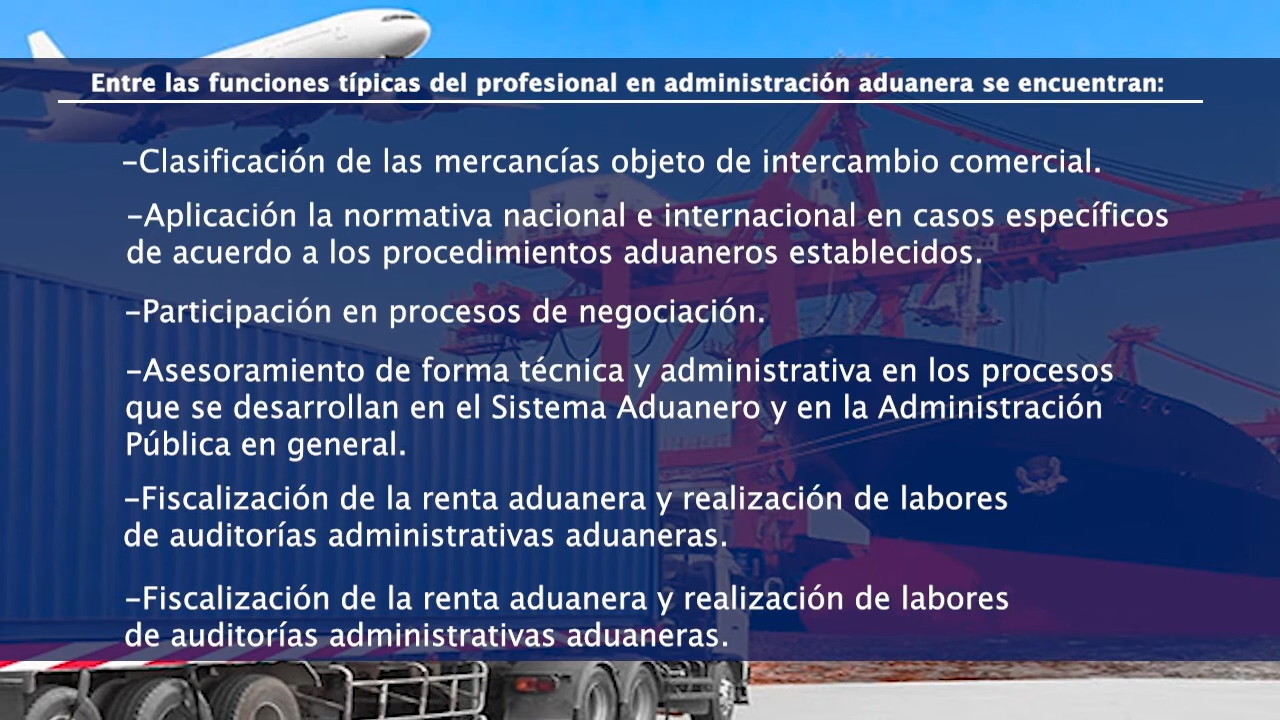 Entre las funciones típicas del profesional en administración aduanera se encuentran:
-Clasificación de las mercancías objeto de intercambio comercial.
-Aplicación la normativa nacional e internacional en casos específicos
de acuerdo a los procedimientos aduaneros establecidos.
-Participación en procesos de negociación.
-Asesoramiento de forma técnica y administrativa en los procesos
que se desarrollan en el Sistema Aduanero y en la Administración
Pública en general.
-Fiscalización de la renta aduanera y realización de labores
de auditorías administrativas aduaneras.
-Fiscalización de la renta aduanera y realización de labores
de auditorías administrativas aduaneras.